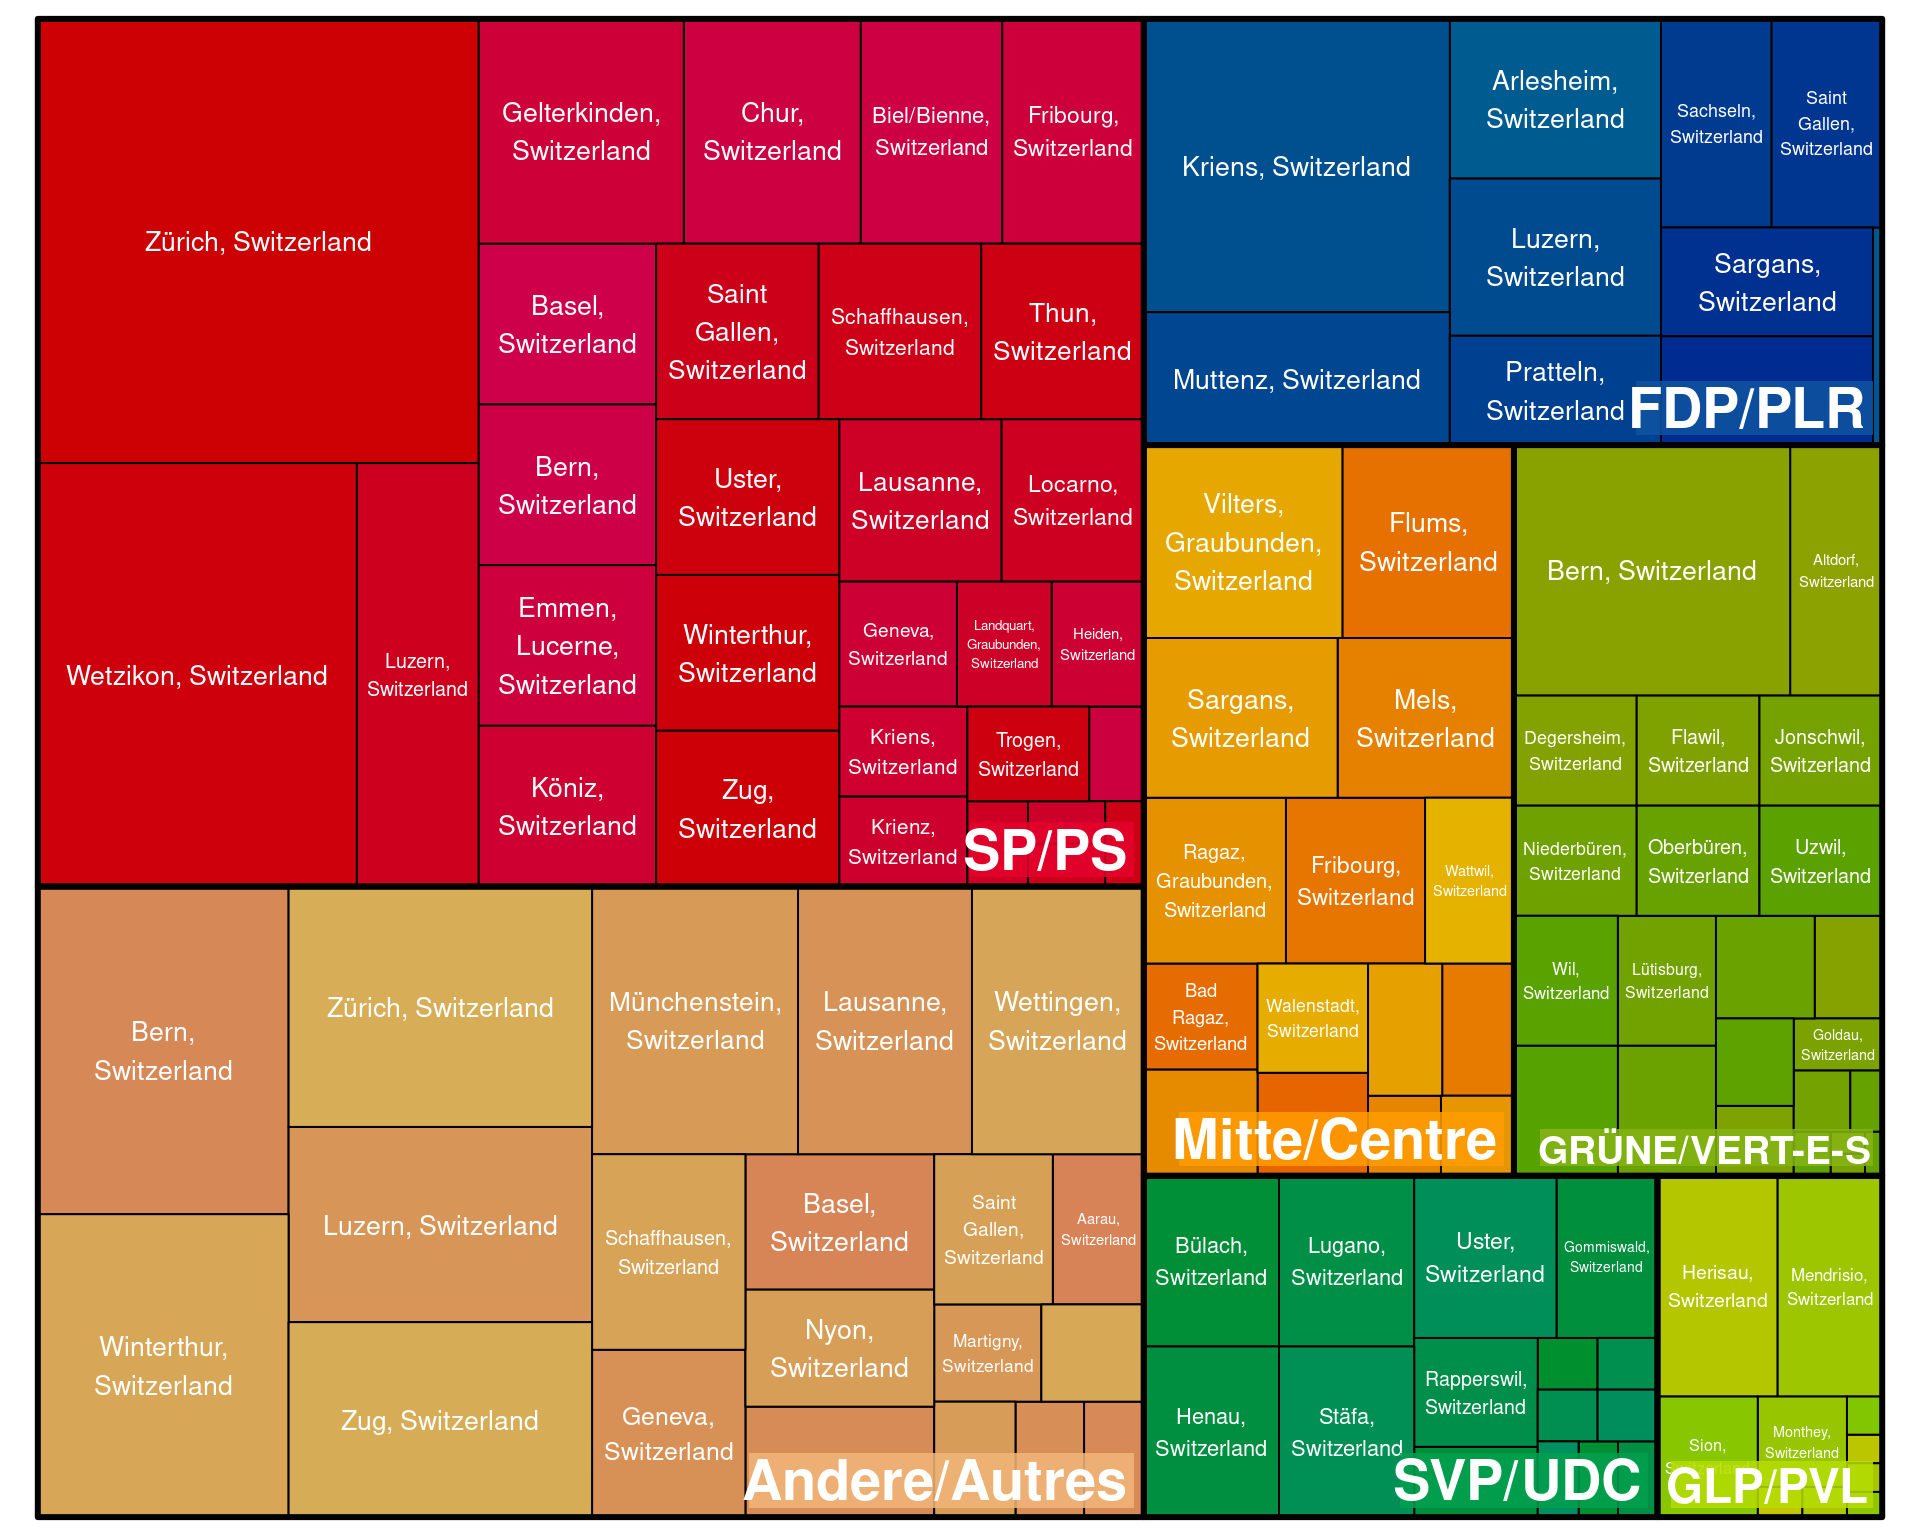 Zürich, Switzerland
Wetzikon, Switzerland
Luzern,
Switzerland
Gelterkinden,
Switzerland
Chur,
Switzerland
Biel/Bienne,
Switzerland
Fribourg,
Switzerland
Basel,
Switzerland
Bern,
Switzerland
Emmen,
Lucerne,
Switzerland
Köniz,
Switzerland
Saint
Gallen,
Switzerland
Schaffhausen,
Switzerland
Thun,
Switzerland
Uster,
Switzerland
Winterthur,
Switzerland
Zug,
Switzerland
Lausanne,
Switzerland
Locarno,
Switzerland
Geneva,
Switzerland
Landquart,
Graubunden,
Switzerland
Heiden,
Switzerland
Kriens,
Switzerland
Krienz,
Switzerland
Trogen,
Switzerland
SP/PS
Kriens, Switzerland
Muttenz, Switzerland
Arlesheim,
Switzerland
Luzern,
Switzerland
Pratteln,
Switzerland
Sachseln,
Switzerland
Saint
Gallen,
Switzerland
Sargans,
Switzerland
FDP/PLR
Vilters,
Graubunden,
Switzerland
Flums,
Switzerland
Sargans,
Switzerland
Mels,
Switzerland
Ragaz,
Graubunden,
Switzerland
Fribourg,
Switzerland
Wattwil,
Switzerland
Bad
Ragaz,
Switzerland
Walenstadt,
Switzerland
Mitte/Centre
Bern, Switzerland
Altdorf,
Switzerland
Degersheim,
Switzerland
Flawil,
Switzerland
Jonschwil,
Switzerland
Niederbüren,
Switzerland
Oberbüren,
Switzerland
Uzwil,
Switzerland
Wil,
Switzerland
Lütisburg,
Switzerland
Goldau,
Switzerland
GRÜNE/VERT-E-S
Bern,
Switzerland
Winterthur,
Switzerland
Zürich, Switzerland
Luzern, Switzerland
Zug, Switzerland
Münchenstein,
Switzerland
Lausanne,
Switzerland
Wettingen,
Switzerland
Schaffhausen,
Switzerland
Geneva,
Switzerland
Basel,
Switzerland
Nyon,
Switzerland
Saint
Gallen,
Switzerland
Aarau,
Switzerland
Martigny,
Switzerland
Andere/Autres
Bülach,
Switzerland
Henau,
Switzerland
Lugano,
Switzerland
Stäfa,
Switzerland
Uster,
Switzerland
Gommiswald,
Switzerland
Rapperswil,
Switzerland
SVP/UDC
Herisau,
Switzerland
Mendrisio,
Switzerland
Sion,
Monthey,
Switzerland
GLP/PVL